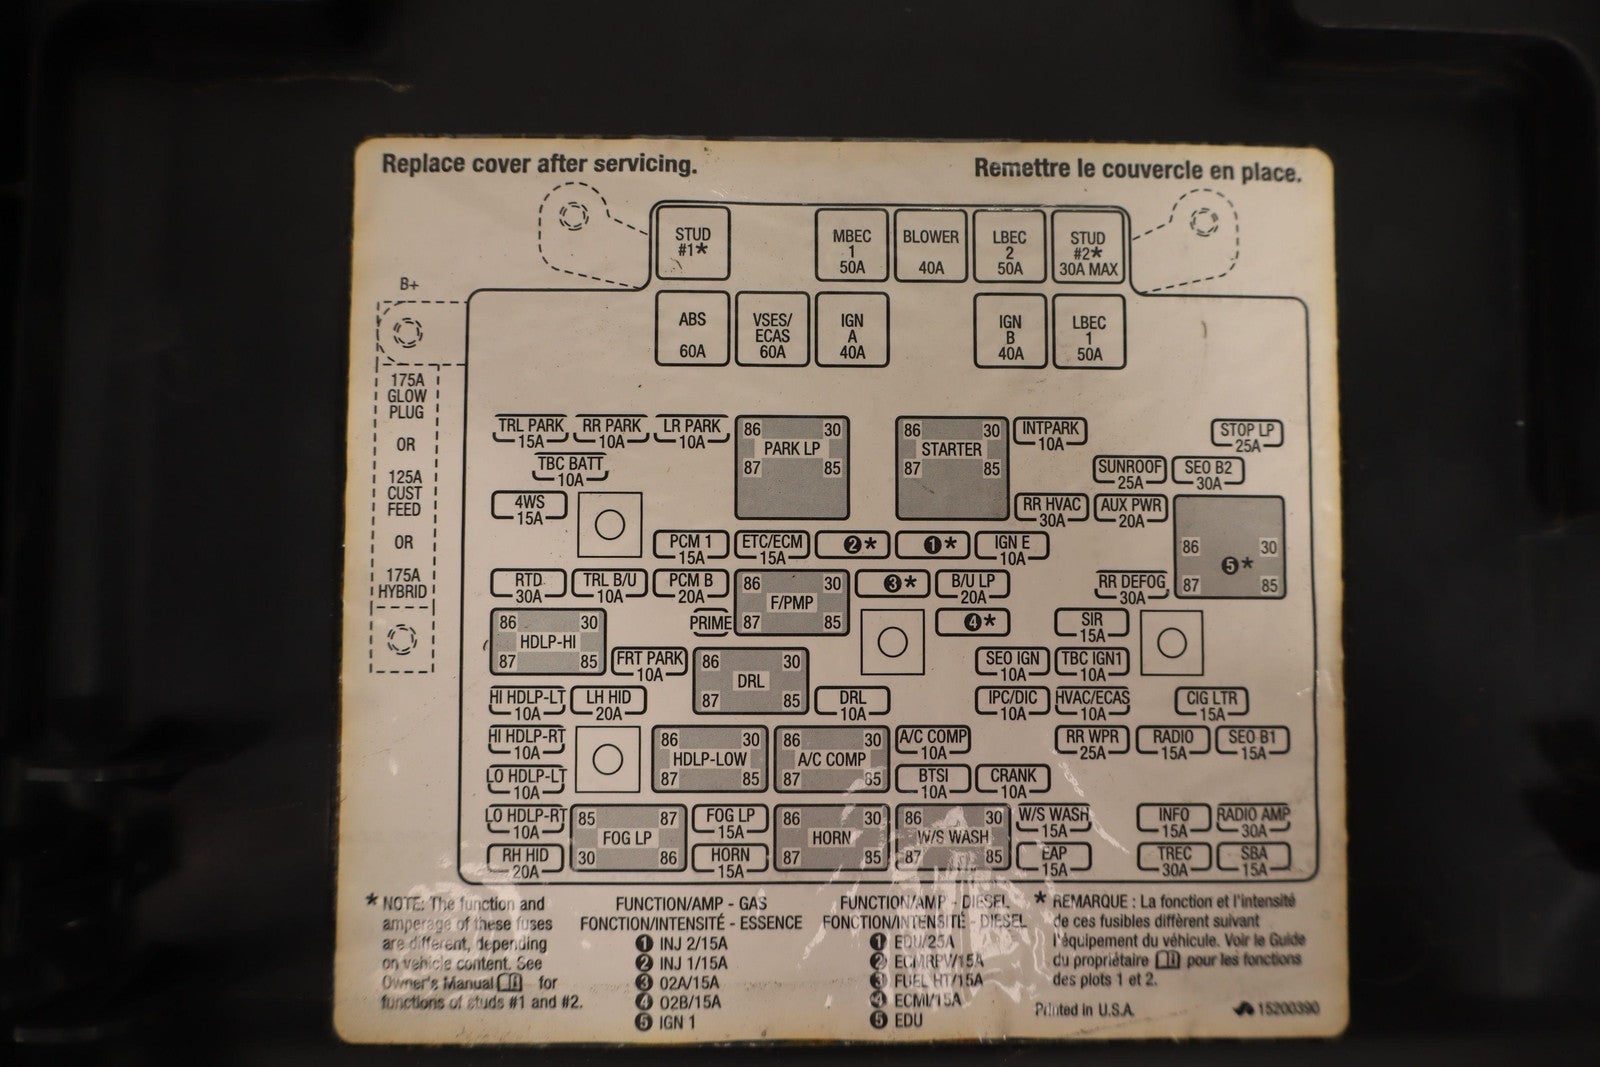 Replace cover after servicing.
Remettre le couvercle en place.
STUD
#1*
MBEC
1
50A
BLOWER
40A
LBEC
2
50A
STUD
#2*
30A MAX
B+
ABS
60A
VSES/
ECAS
60A
IGN
A
40A
IGN
B
40A
LBEC
1
50A
175A
GLOW
PLUG
OR
125A
CUST
FEED
OR
175A
HYBRID
TRL PARK
15A
RR PARK
10A
LR PARK
10A
86 30
PARK LP
87 85
86 30
STARTER
87 85
INTPARK
10A
STOP LP
25A
TBC BATT
10A
SUNROOF
25A
SEO B2
30A
4WS
15A
RR HVAC
30A
AUX PWR
20A
PCM 1
15A
ETC/ECM
15A
❷*
❶*
IGN E
10A
86 30
❺*
87 85
RTD
30A
TRL B/U
10A
PCM B
20A
86 30
F/PMP
87 85
❸*
B/U LP
20A
RR DEFOG
30A
PRIME
❹*
SIR
15A
86 30
HDLP-HI
87 85
FRT PARK
10A
86 30
DRL
87 85
SEO IGN
10A
TBC IGN1
10A
HI HDLP-LT
10A
LH HID
20A
DRL
10A
IPC/DIC
10A
HVAC/ECAS
10A
CIG LTR
15A
HI HDLP-RT
10A
86 30
HDLP-LOW
87 85
86 30
A/C COMP
87 85
A/C COMP
10A
RR WPR
25A
RADIO
15A
SEO B1
15A
LO HDLP-LT
10A
BTSI
10A
CRANK
10A
LO HDLP-RT
10A
85 87
FOG LP
30 86
FOG LP
15A
86 30
HORN
87 85
86 30
W/S WASH
87 85
W/S WASH
15A
INFO
15A
RADIO AMP
30A
RH HID
20A
HORN
15A
EAP
15A
TREC
30A
SBA
15A
* NOTE: The function and
amperage of these fuses
are different, depending
on vehicle content. See
Owner's Manual for
functions of studs #1 and #2.
FUNCTION/AMP - GAS
FONCTION/INTENSITÉ - ESSENCE
❶ INJ 2/15A
❷ INJ 1/15A
❸ 02A/15A
❹ 02B/15A
❺ IGN 1
FUNCTION/AMP - DIESEL
FONCTION/INTENSITÉ - DIESEL
❶ EDU/25A
❷ ECMRPV/15A
❸ FUEL HT/15A
❹ ECMI/15A
❺ EDU
* REMARQUE : La fonction et l'intensité
de ces fusibles diffèrent suivant
l'équipement du véhicule. Voir le Guide
du propriétaire pour les fonctions
des plots 1 et 2.
Printed in U.S.A.
15200390